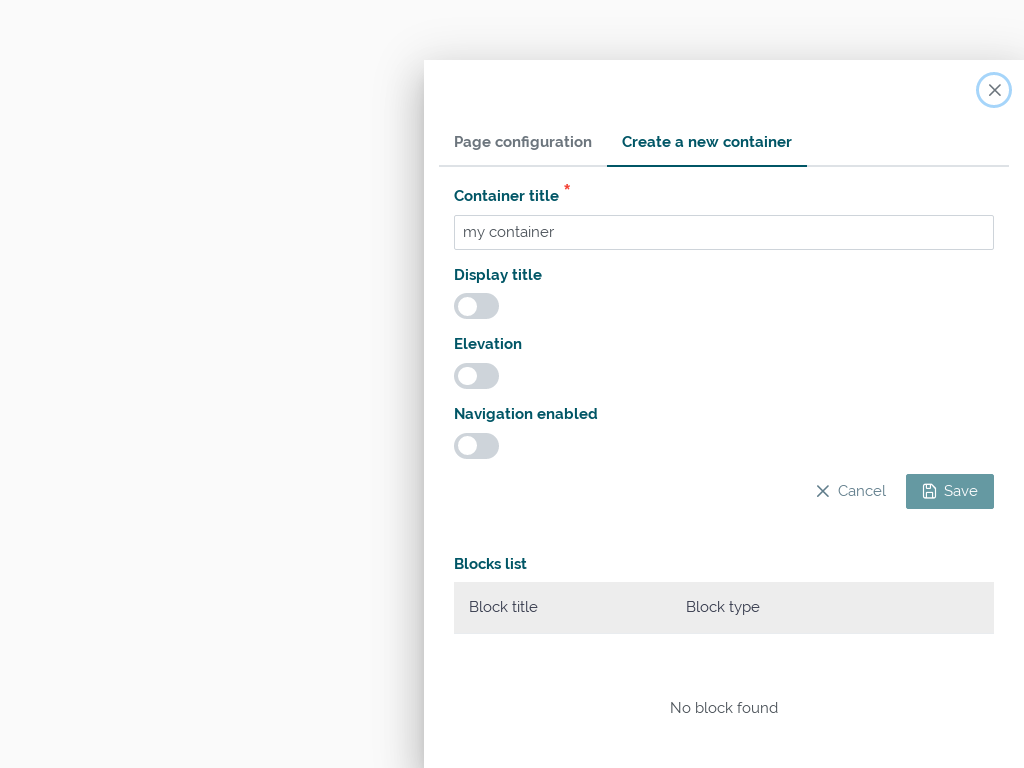 Page configuration
Create a new container
Container title *
my container
Display title
Elevation
Navigation enabled
Cancel
Save
Blocks list
Block title
Block type
No block found